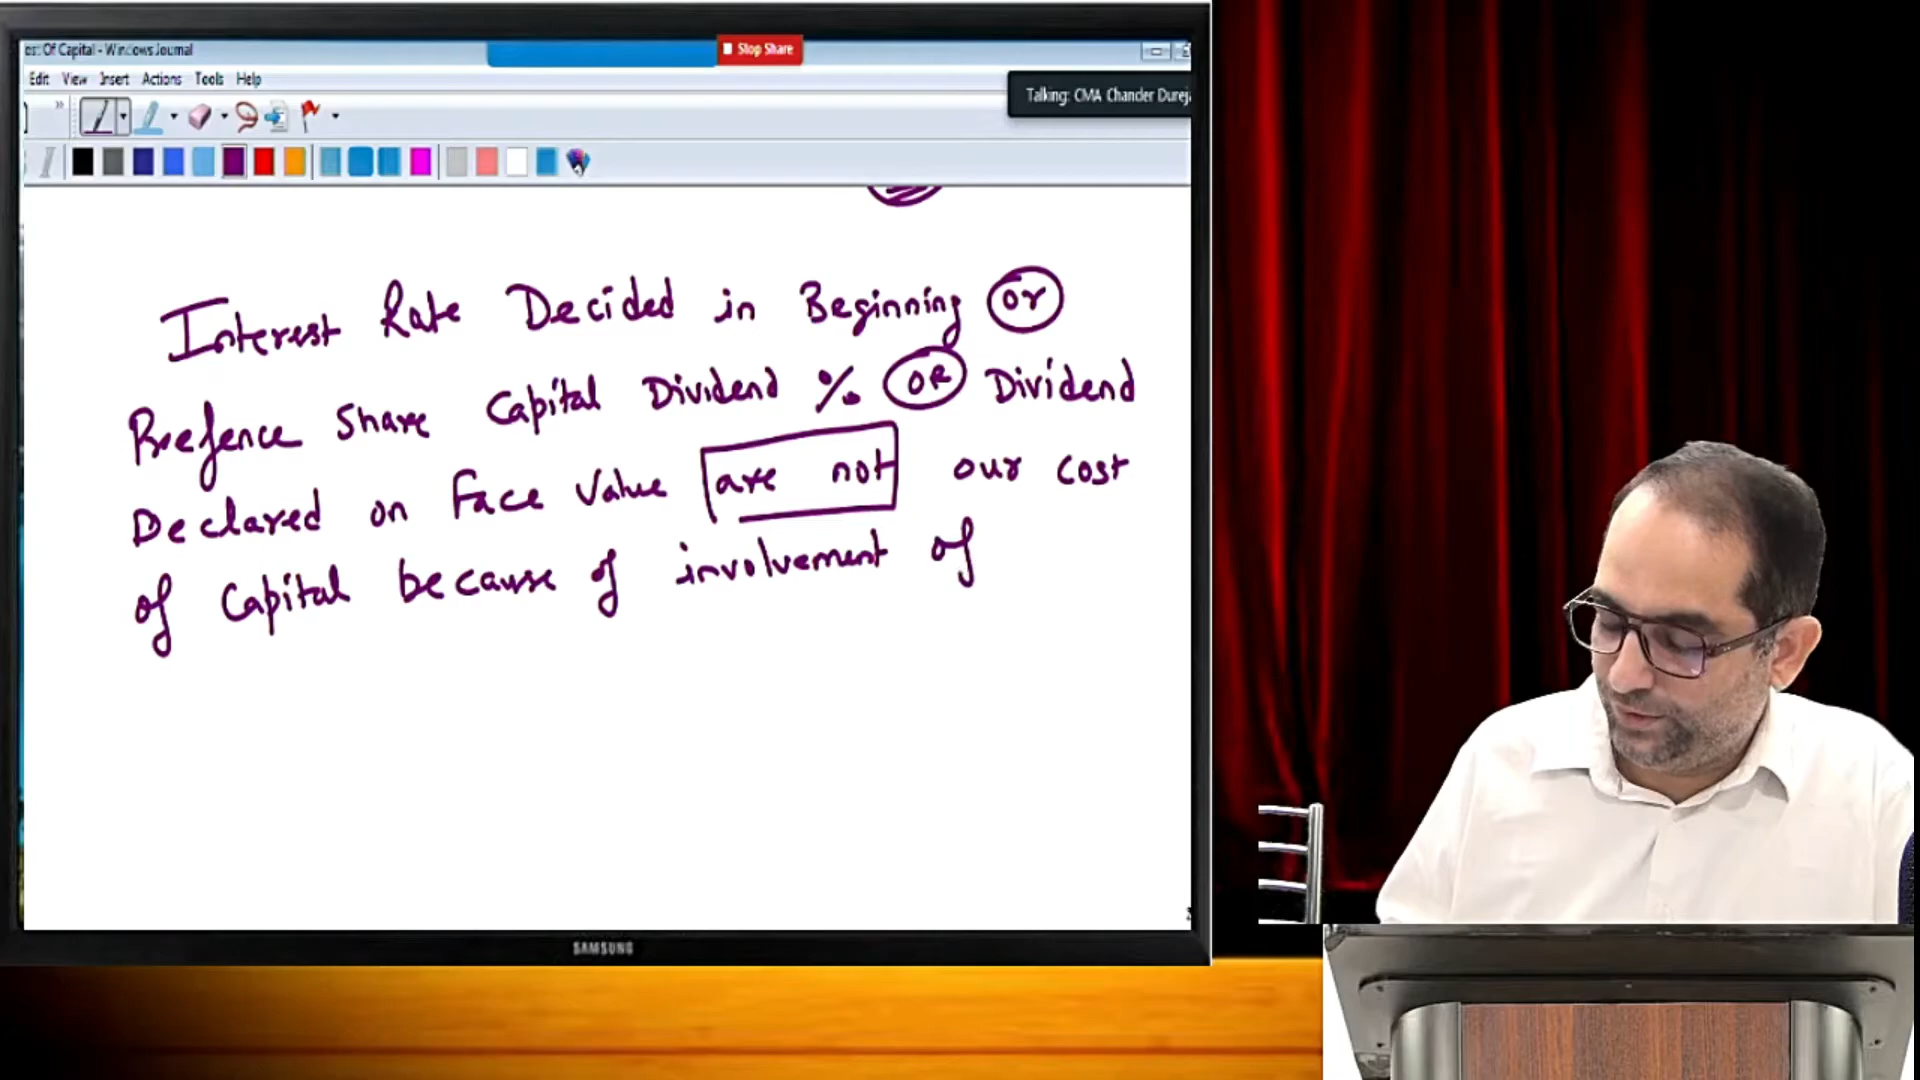 est Of Capital - Windows Journal
Stop Share
Edit View Insert Actions Tools Help
Talking: CMA Chander Dureja
Interest Rate Decided in Beginning or
Prefence Share Capital Dividend % OR Dividend
Declared on Face Value are not our cost
of Capital because of involvement of
SAMSUNG